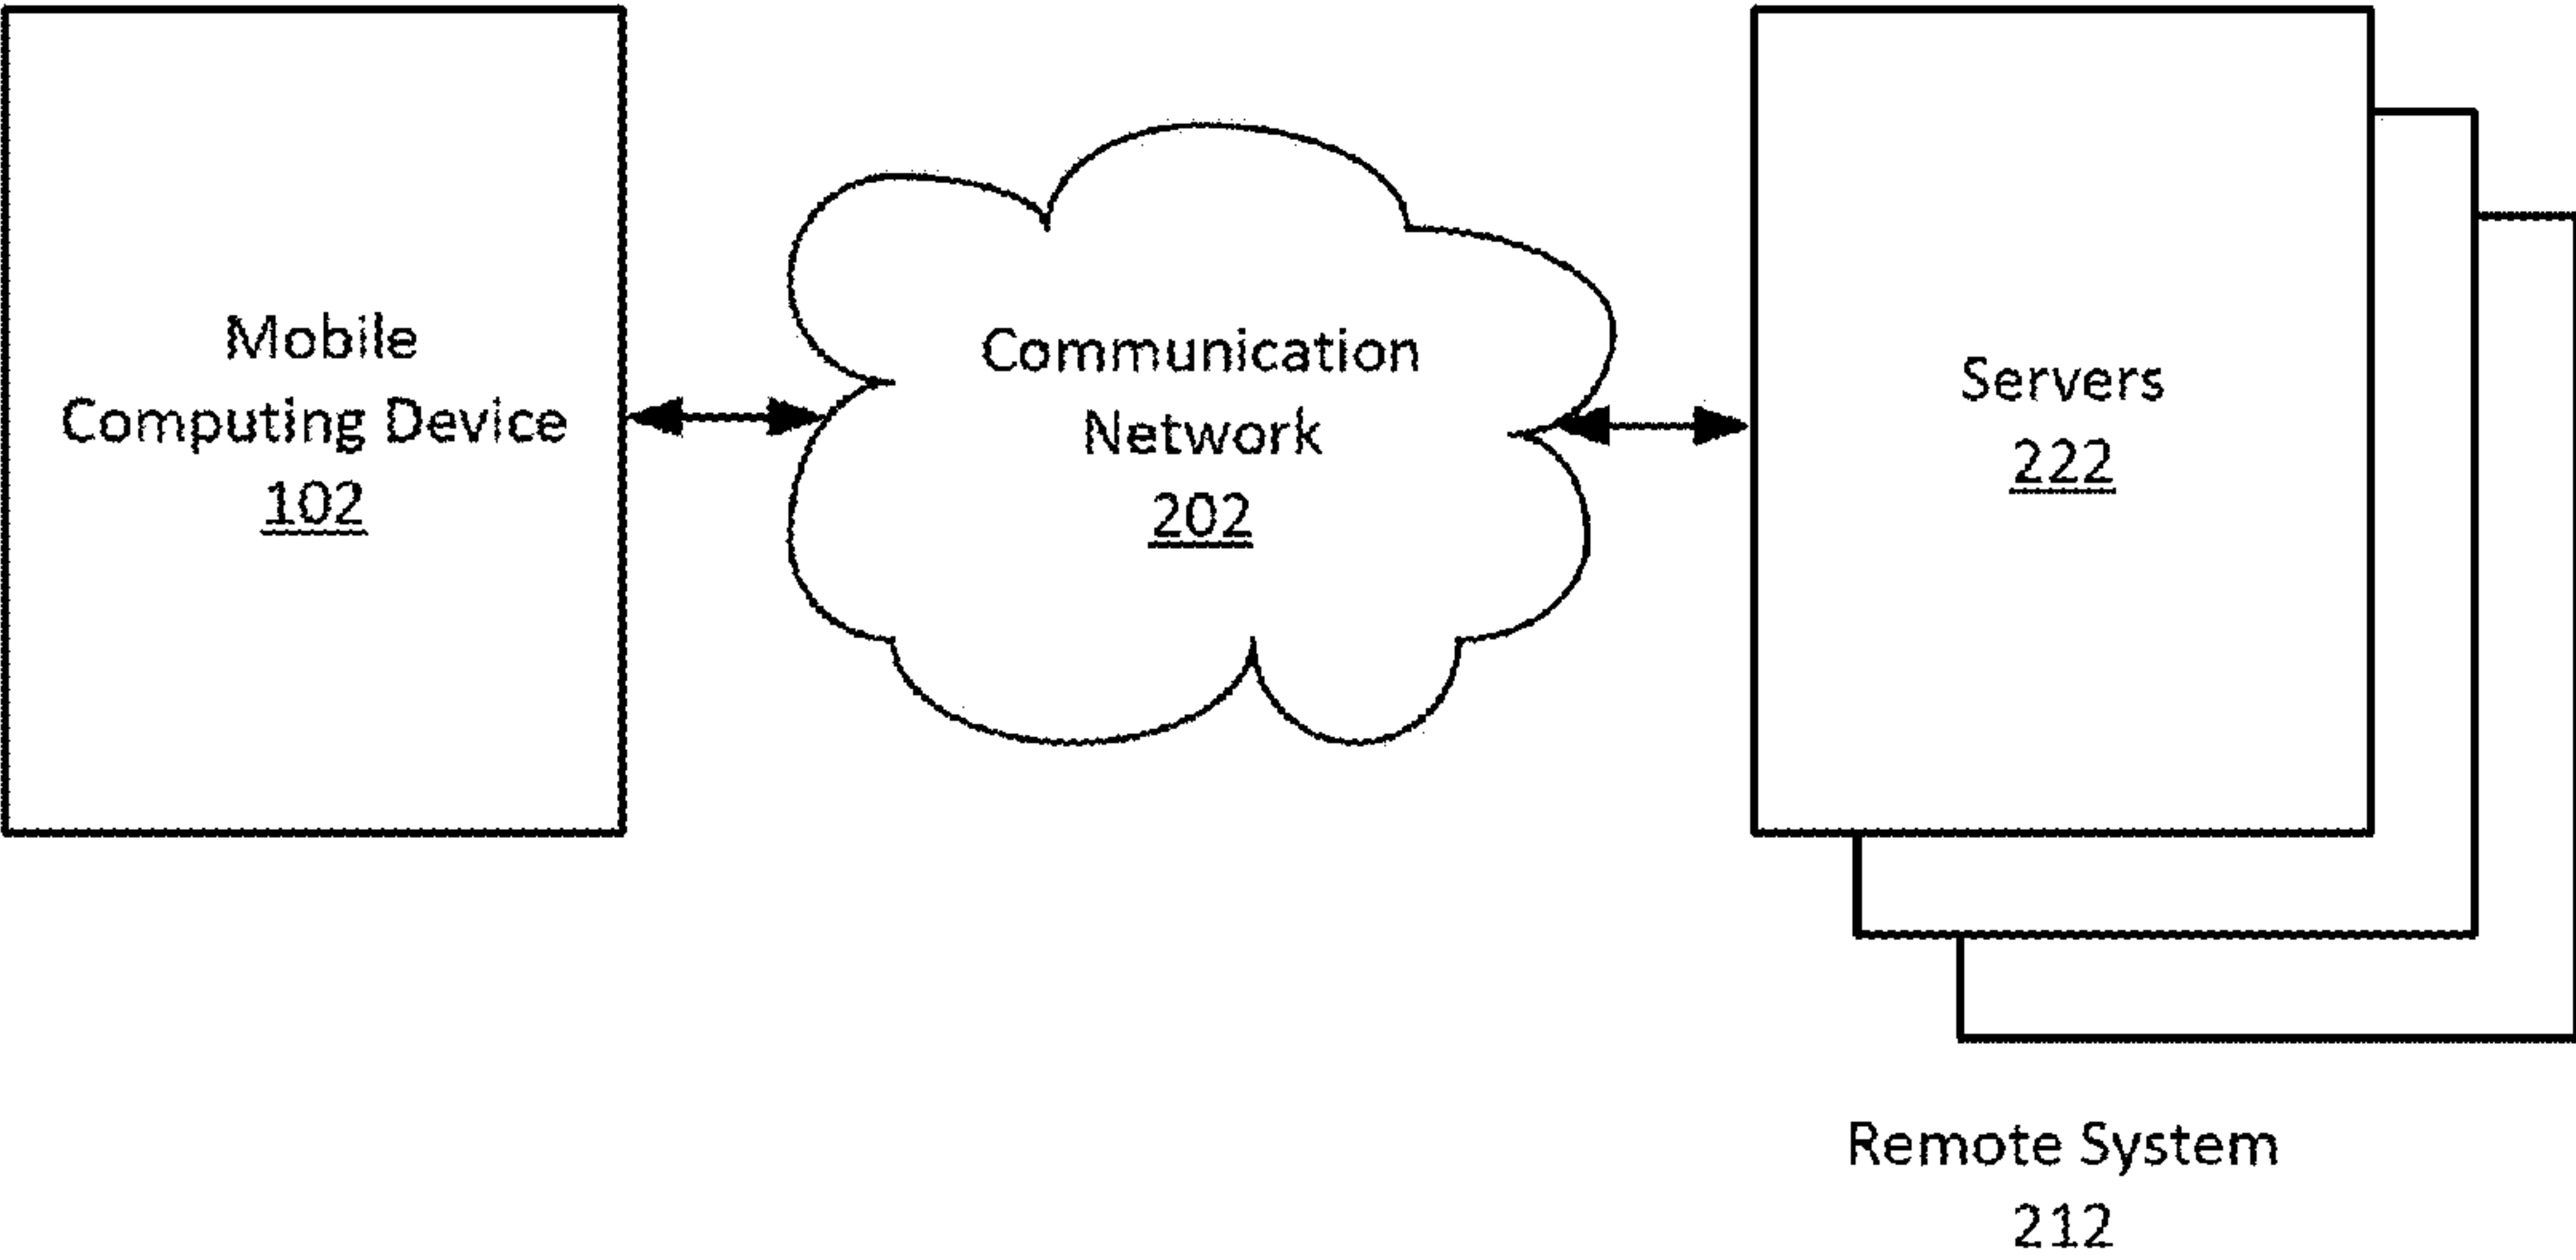 Mobile
Computing Device
102
Communication
Network
202
Servers
222
Remote System
212